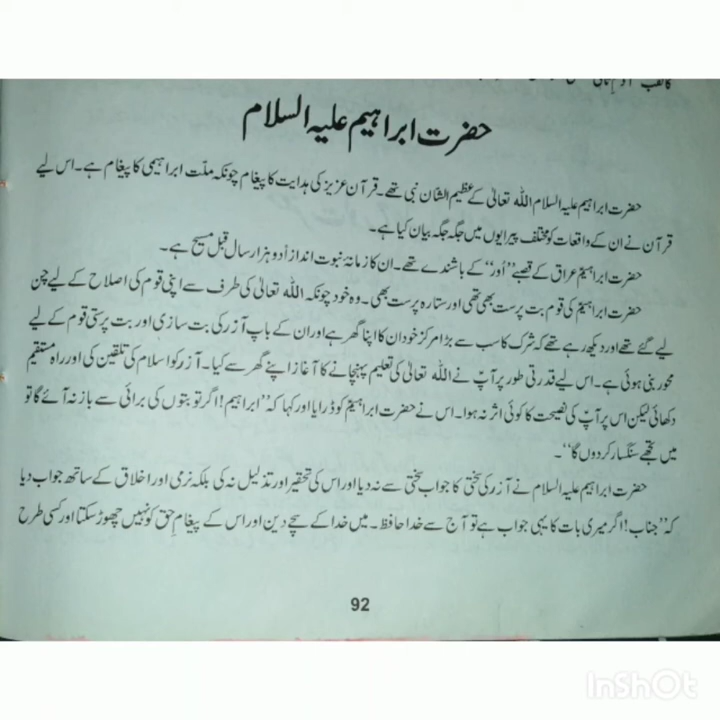 حضرت ابراہیم علیہ السلام
حضرت ابراہیم علیہ السلام اللہ تعالیٰ کے عظیم الشان نبی تھے۔ قرآن عزیز کی ہدایت کا پیغام چونکہ ملّت ابراہیمی کا پیغام ہے۔ اس لیے
قرآن نے ان کے واقعات کو مختلف پیرایوں میں جگہ جگہ بیان کیا ہے۔
حضرت ابراہیمؑ عراق کے قصبے ”اُور“ کے باشندے تھے۔ ان کا زمانۂ نبوت اندازاً دو ہزار سال قبل مسیح ہے۔
حضرت ابراہیمؑ کی قوم بت پرست بھی تھی اور ستارہ پرست بھی۔ وہ خود چونکہ اللہ تعالیٰ کی طرف سے اپنی قوم کی اصلاح کے لیے چن
لیے گئے تھے اور دیکھ رہے تھے کہ شرک کا سب سے بڑا مرکز خود ان کا اپنا گھر ہے اور ان کے باپ آزر کی بت سازی اور بت پرستی قوم کے لیے
محور بنی ہوئی ہے۔ اس لیے قدرتی طور پر آپؑ نے اللہ تعالیٰ کی تعلیم پہنچانے کا آغاز اپنے گھر سے کیا۔ آزر کو اسلام کی تلقین کی اور راہ مستقیم
دکھائی لیکن اس پر آپؑ کی نصیحت کا کوئی اثر نہ ہوا۔ اس نے حضرت ابراہیمؑ کو ڈرایا اور کہا کہ ”ابراہیم! اگر تو بتوں کی برائی سے باز نہ آئے گا تو
میں تجھے سنگسار کردوں گا“۔
حضرت ابراہیم علیہ السلام نے آزر کی سختی کا جواب سختی سے نہ دیا اور اس کی تحقیر اور تذلیل نہ کی بلکہ نرمی اور اخلاق کے ساتھ جواب دیا
کہ ”جناب! اگر میری بات کا یہی جواب ہے تو آج سے خدا حافظ۔ میں خدا کے سچے دین اور اس کے پیغامِ حق کو نہیں چھوڑ سکتا اور کسی طرح
92
InShOt